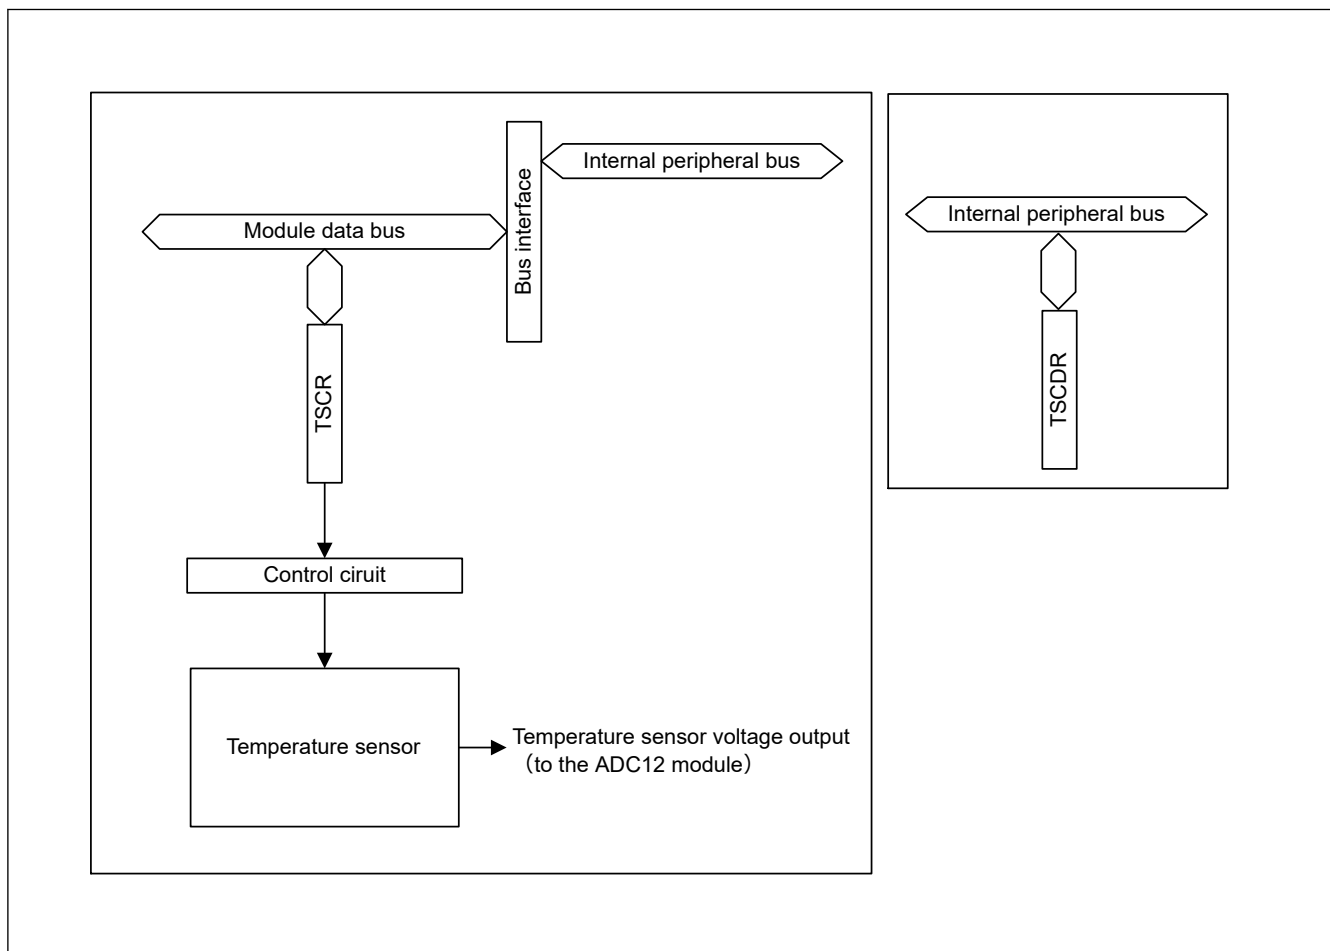 Internal peripheral bus
Module data bus
Bus interface
TSCR
Control ciruit
Temperature sensor
Temperature sensor voltage output
（to the ADC12 module）
Internal peripheral bus
TSCDR